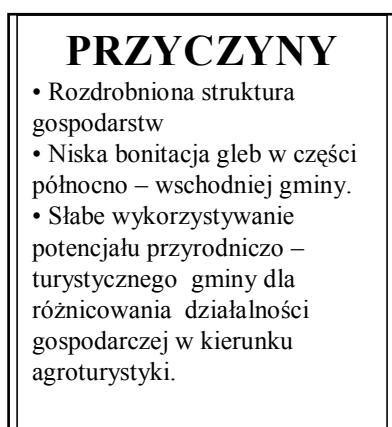 PRZYCZYNY
• Rozdrobniona struktura
gospodarstw
• Niska bonitacja gleb w części
północno – wschodniej gminy.
• Słabe wykorzystywanie
potencjału przyrodniczo –
turystycznego gminy dla
różnicowania działalności
gospodarczej w kierunku
agroturystyki.